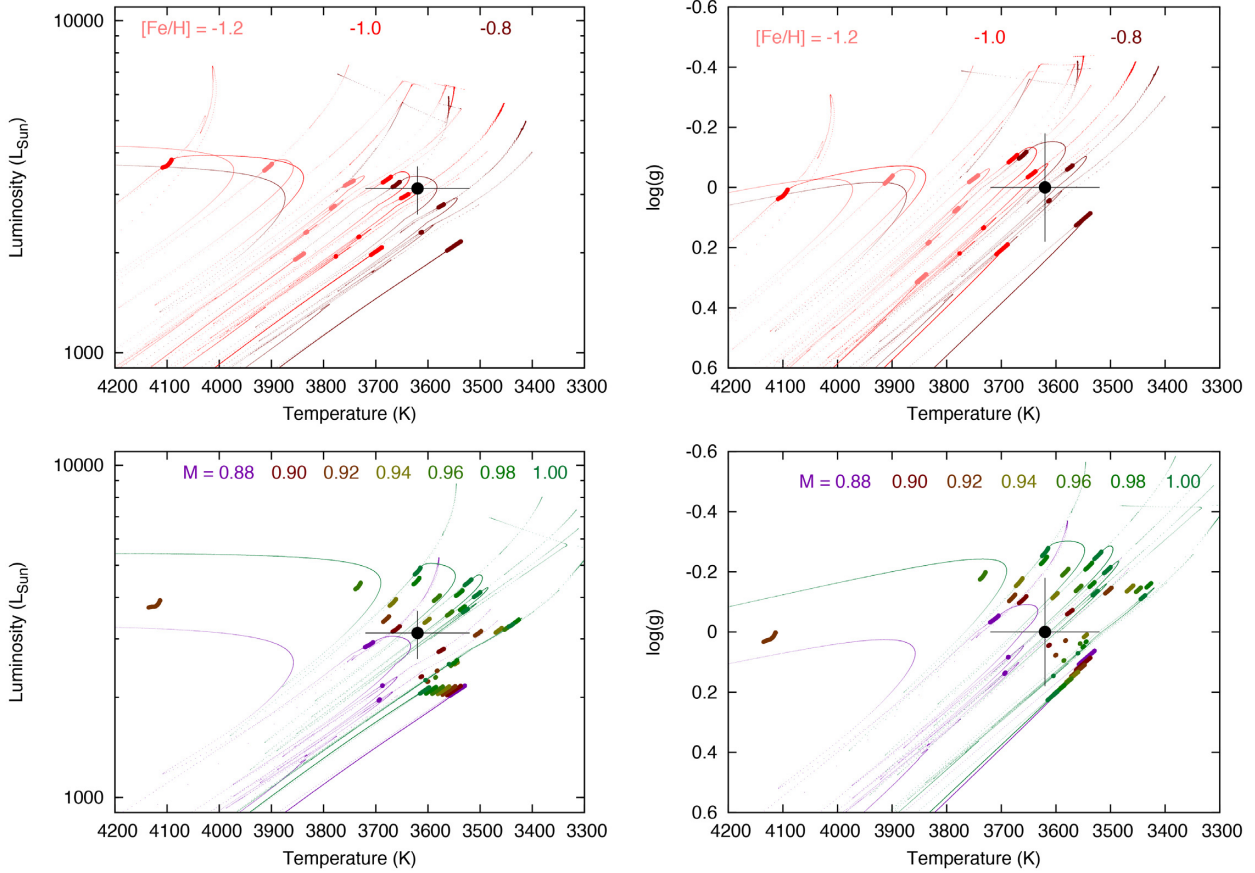 [Fe/H] = -1.2 -1.0 -0.8
11000
1000
Luminosity (L_Sun)
4200 4100 4000 3900 3800 3700 3600 3500 3400 3300
Temperature (K)
[Fe/H] = -1.2 -1.0 -0.8
-0.6
-0.4
-0.2
0
0.2
0.4
0.6
log(g)
4200 4100 4000 3900 3800 3700 3600 3500 3400 3300
Temperature (K)
M = 0.88 0.90 0.92 0.94 0.96 0.98 1.00
10000
1000
Luminosity (L_Sun)
4200 4100 4000 3900 3800 3700 3600 3500 3400 3300
Temperature (K)
M = 0.88 0.90 0.92 0.94 0.96 0.98 1.00
-0.6
-0.4
-0.2
0
0.2
0.4
0.6
log(g)
4200 4100 4000 3900 3800 3700 3600 3500 3400 3300
Temperature (K)